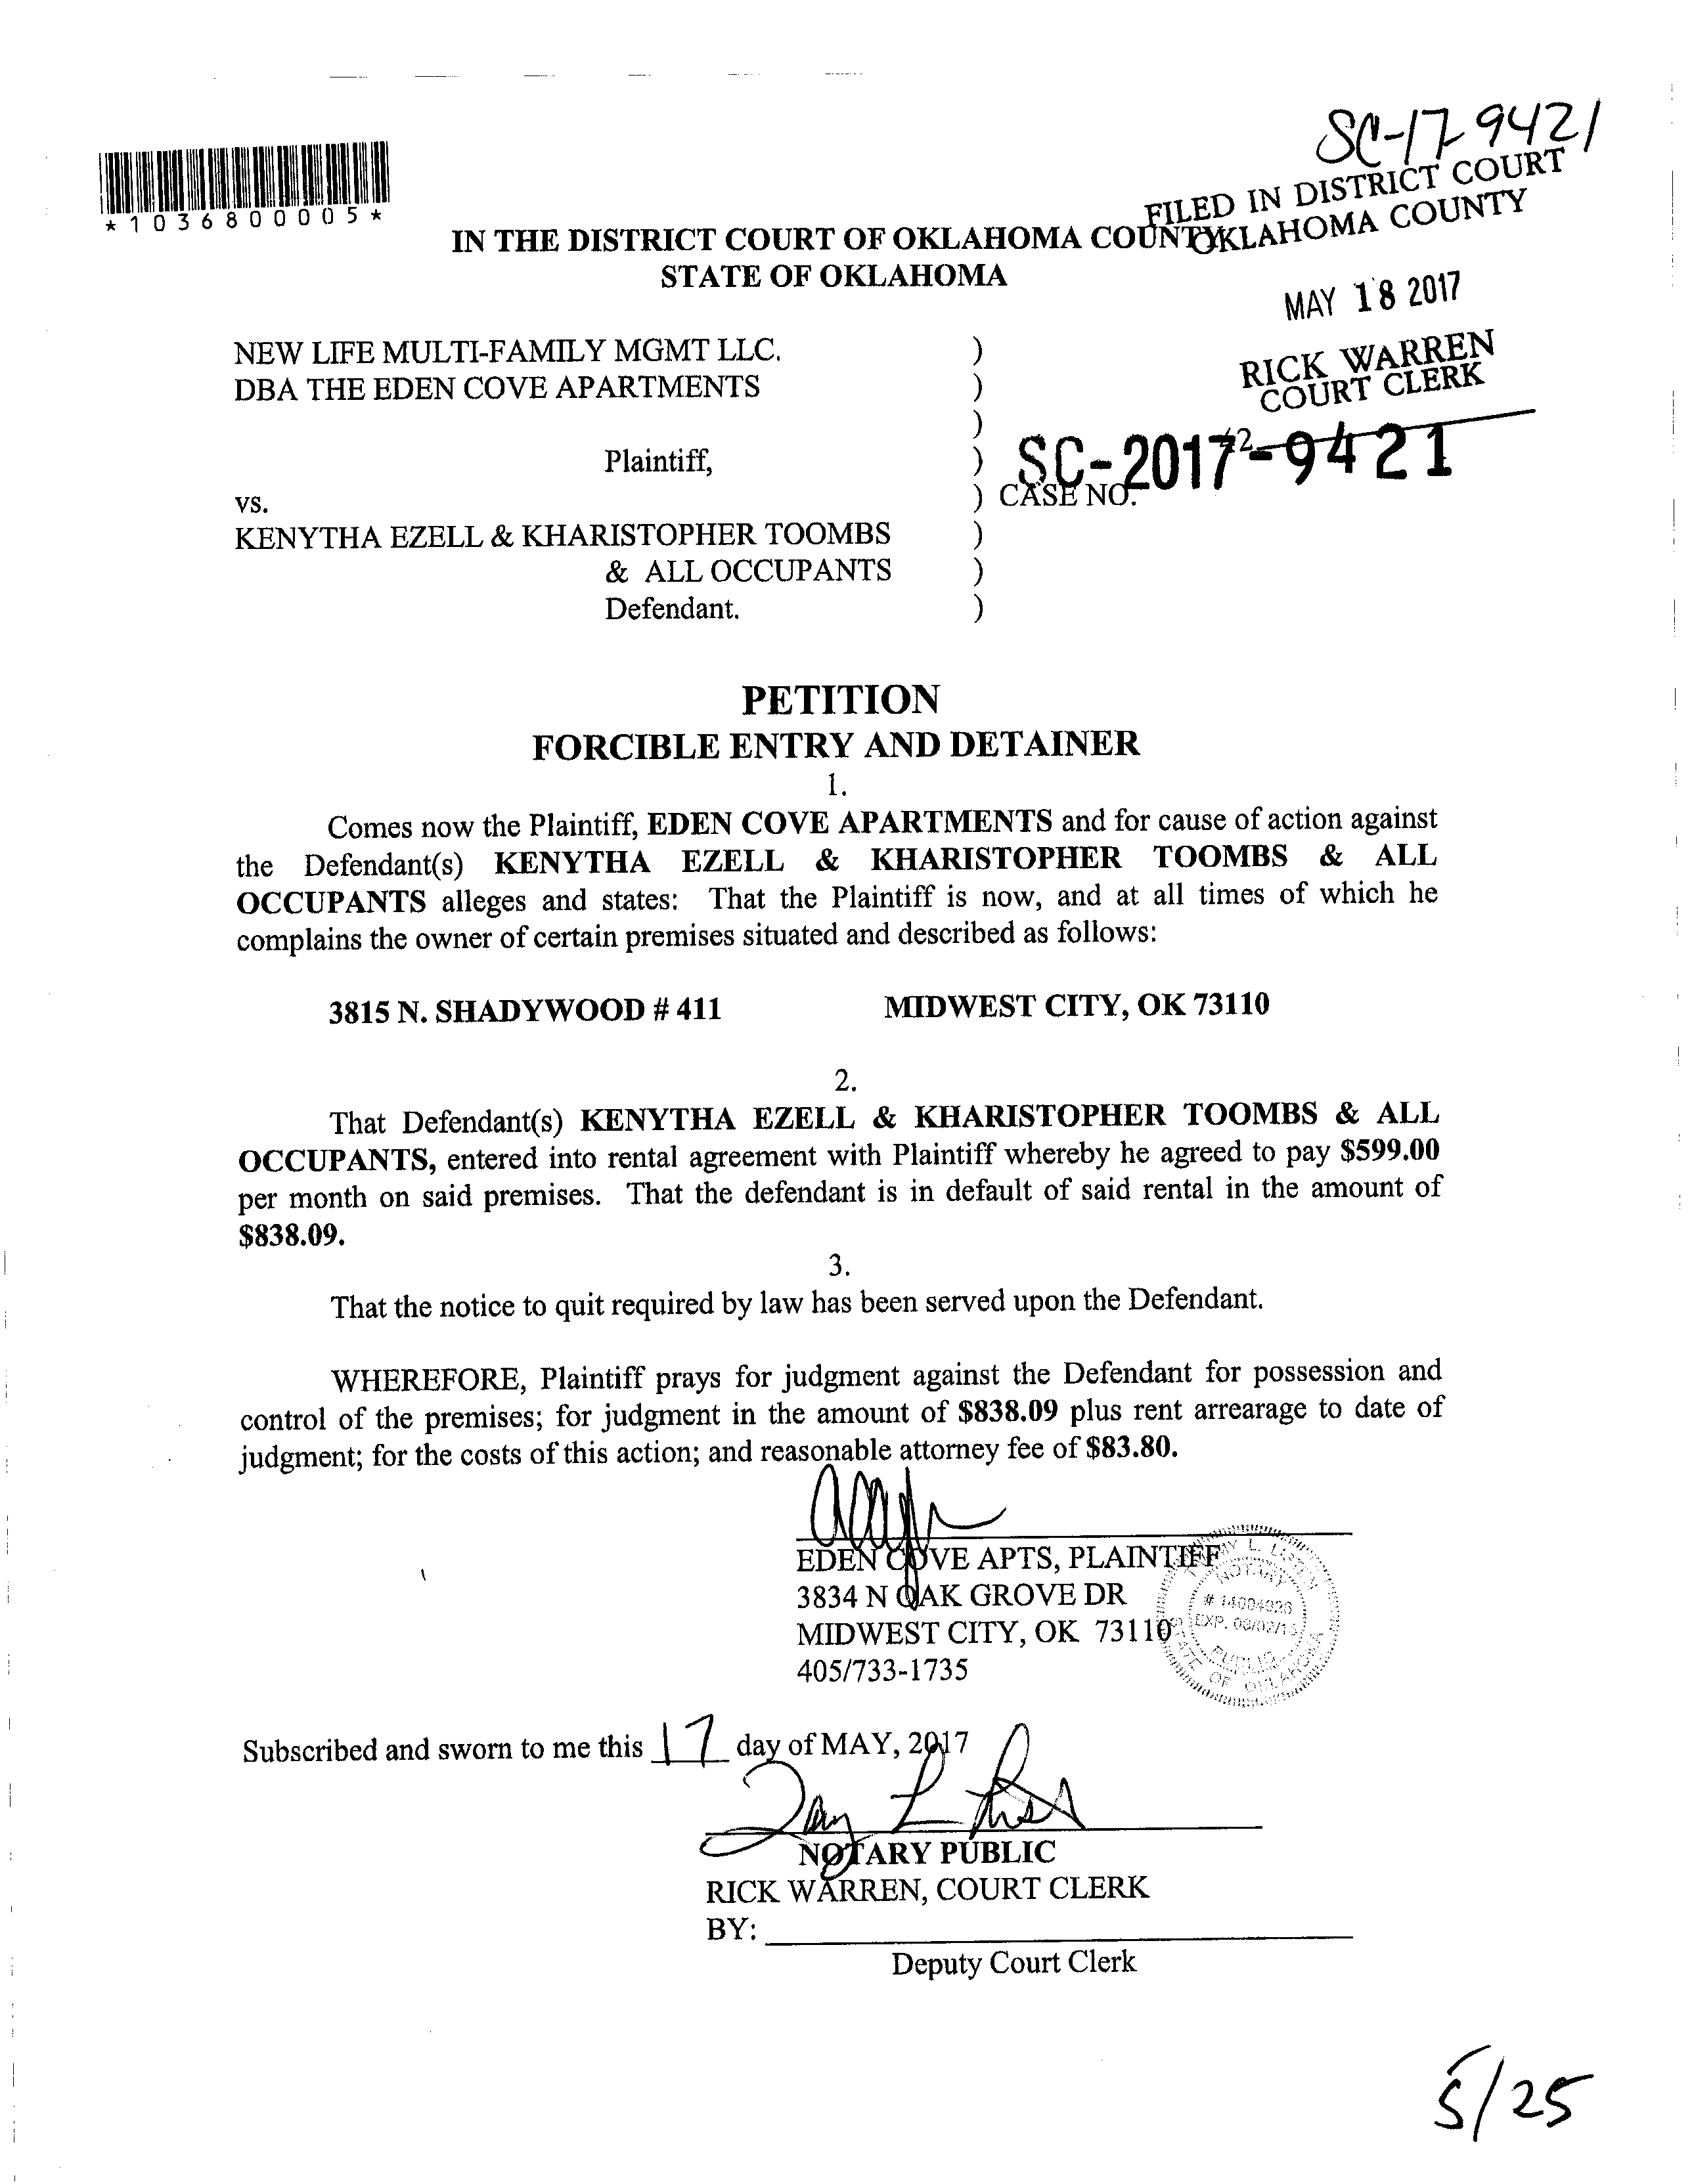 SC-17-9421
FILED IN DISTRICT COURT
OKLAHOMA COUNTY
*1036800005*
IN THE DISTRICT COURT OF OKLAHOMA COUNTY
STATE OF OKLAHOMA
MAY 18 2017
RICK WARREN
COURT CLERK
42
NEW LIFE MULTI-FAMILY MGMT LLC. )
DBA THE EDEN COVE APARTMENTS )
)
Plaintiff, ) SC-2017-9421
vs. ) CASE NO.
KENYTHA EZELL & KHARISTOPHER TOOMBS )
& ALL OCCUPANTS )
Defendant. )
PETITION
FORCIBLE ENTRY AND DETAINER
1.
Comes now the Plaintiff, EDEN COVE APARTMENTS and for cause of action against
the Defendant(s) KENYTHA EZELL & KHARISTOPHER TOOMBS & ALL
OCCUPANTS alleges and states: That the Plaintiff is now, and at all times of which he
complains the owner of certain premises situated and described as follows:
3815 N. SHADYWOOD # 411 MIDWEST CITY, OK 73110
2.
That Defendant(s) KENYTHA EZELL & KHARISTOPHER TOOMBS & ALL
OCCUPANTS, entered into rental agreement with Plaintiff whereby he agreed to pay $599.00
per month on said premises. That the defendant is in default of said rental in the amount of
$838.09.
3.
That the notice to quit required by law has been served upon the Defendant.
WHEREFORE, Plaintiff prays for judgment against the Defendant for possession and
control of the premises; for judgment in the amount of $838.09 plus rent arrearage to date of
judgment; for the costs of this action; and reasonable attorney fee of $83.80.
EDEN COVE APTS, PLAINTIFF
3834 N OAK GROVE DR
MIDWEST CITY, OK 73110
405/733-1735
NOTARY
PUBLIC
STATE OF OKLAHOMA
Subscribed and sworn to me this 17 day of MAY, 2017
NOTARY PUBLIC
RICK WARREN, COURT CLERK
BY:
Deputy Court Clerk
5/25